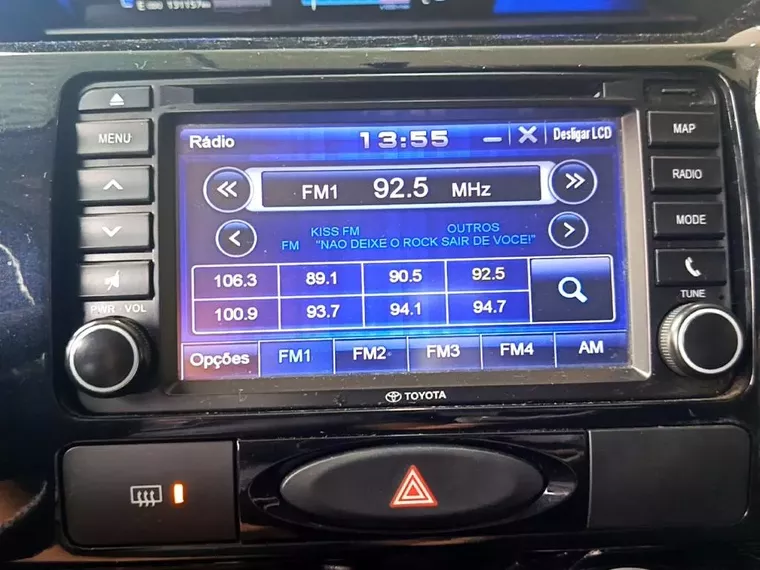 E 131157km
Rádio 13:55 Desligar LCD
MENU
MAP
FM1 92.5 MHz
RADIO
KISS FM OUTROS
FM "NAO DEIXE O ROCK SAIR DE VOCE!"
MODE
106.3 89.1 90.5 92.5
100.9 93.7 94.1 94.7
PWR · VOL
TUNE
Opções FM1 FM2 FM3 FM4 AM
TOYOTA